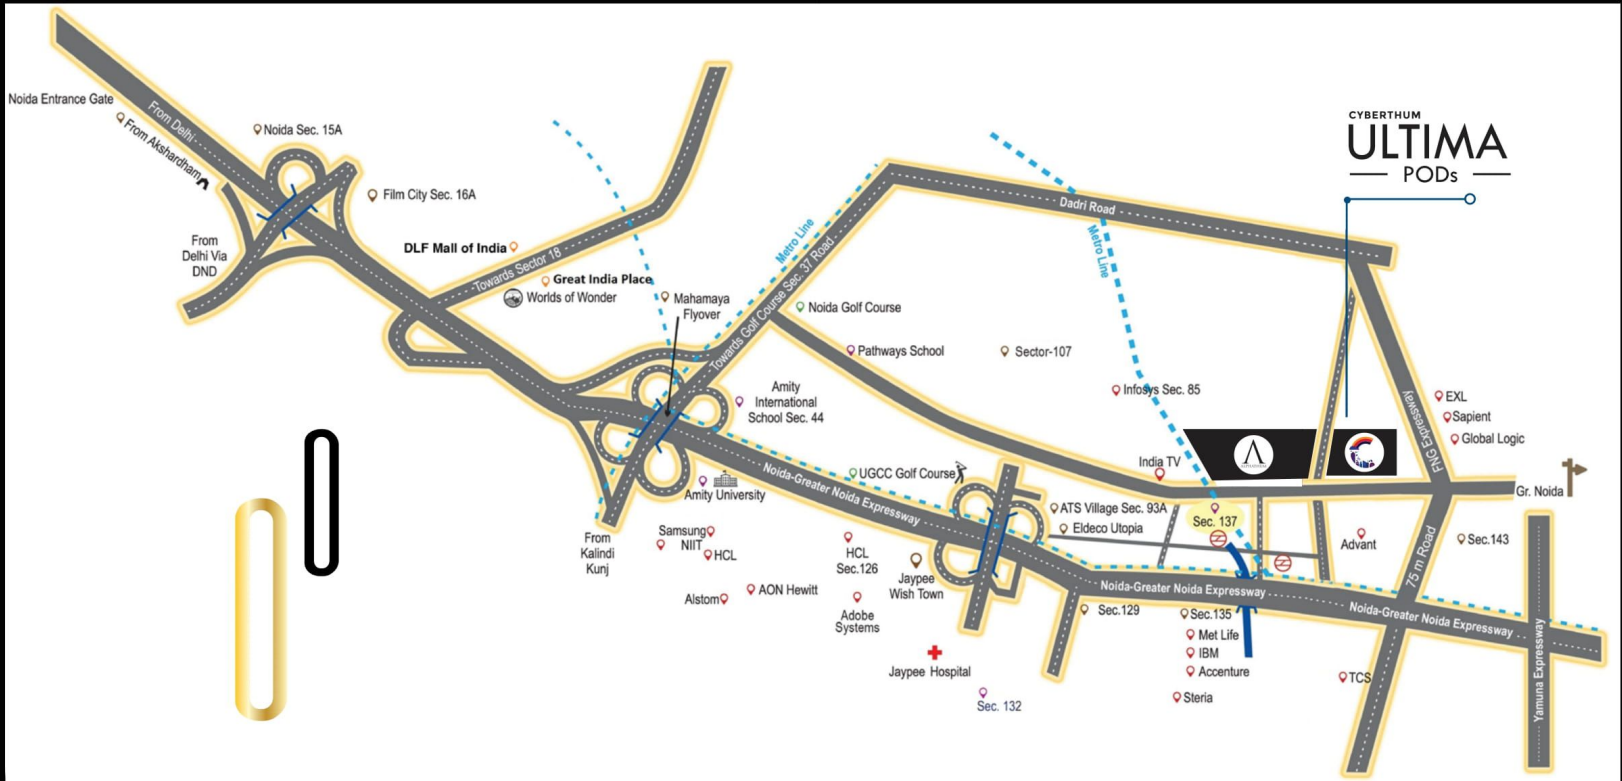 Noida Entrance Gate
From Delhi
From Akshardham
Noida Sec. 15A
Film City Sec. 16A
From
Delhi Via
DND
DLF Mall of India
Towards Sector 18
Great India Place
Worlds of Wonder
Mahamaya
Flyover
Metro Line
Towards Golf Course Sec. 37 Road
Noida Golf Course
Pathways School
Sector-107
Dadri Road
Metro Line
CYBERTHUM
ULTIMA
PODs
Infosys Sec. 85
Amity
International
School Sec. 44
EXL
Sapient
Global Logic
FNG Expressway
India TV
Gr. Noida
UGCC Golf Course
Noida-Greater Noida Expressway
Amity University
ATS Village Sec. 93A
Eldeco Utopia
Sec. 137
Advant
Sec.143
75 m Road
From
Kalindi
Kunj
Samsung
NIIT
HCL
HCL
Sec.126
Jaypee
Wish Town
Alstom
AON Hewitt
Adobe
Systems
Noida-Greater Noida Expressway
Noida-Greater Noida Expressway
Sec.129
Sec.135
Met Life
IBM
Accenture
Steria
TCS
Yamuna Expressway
Jaypee Hospital
Sec. 132